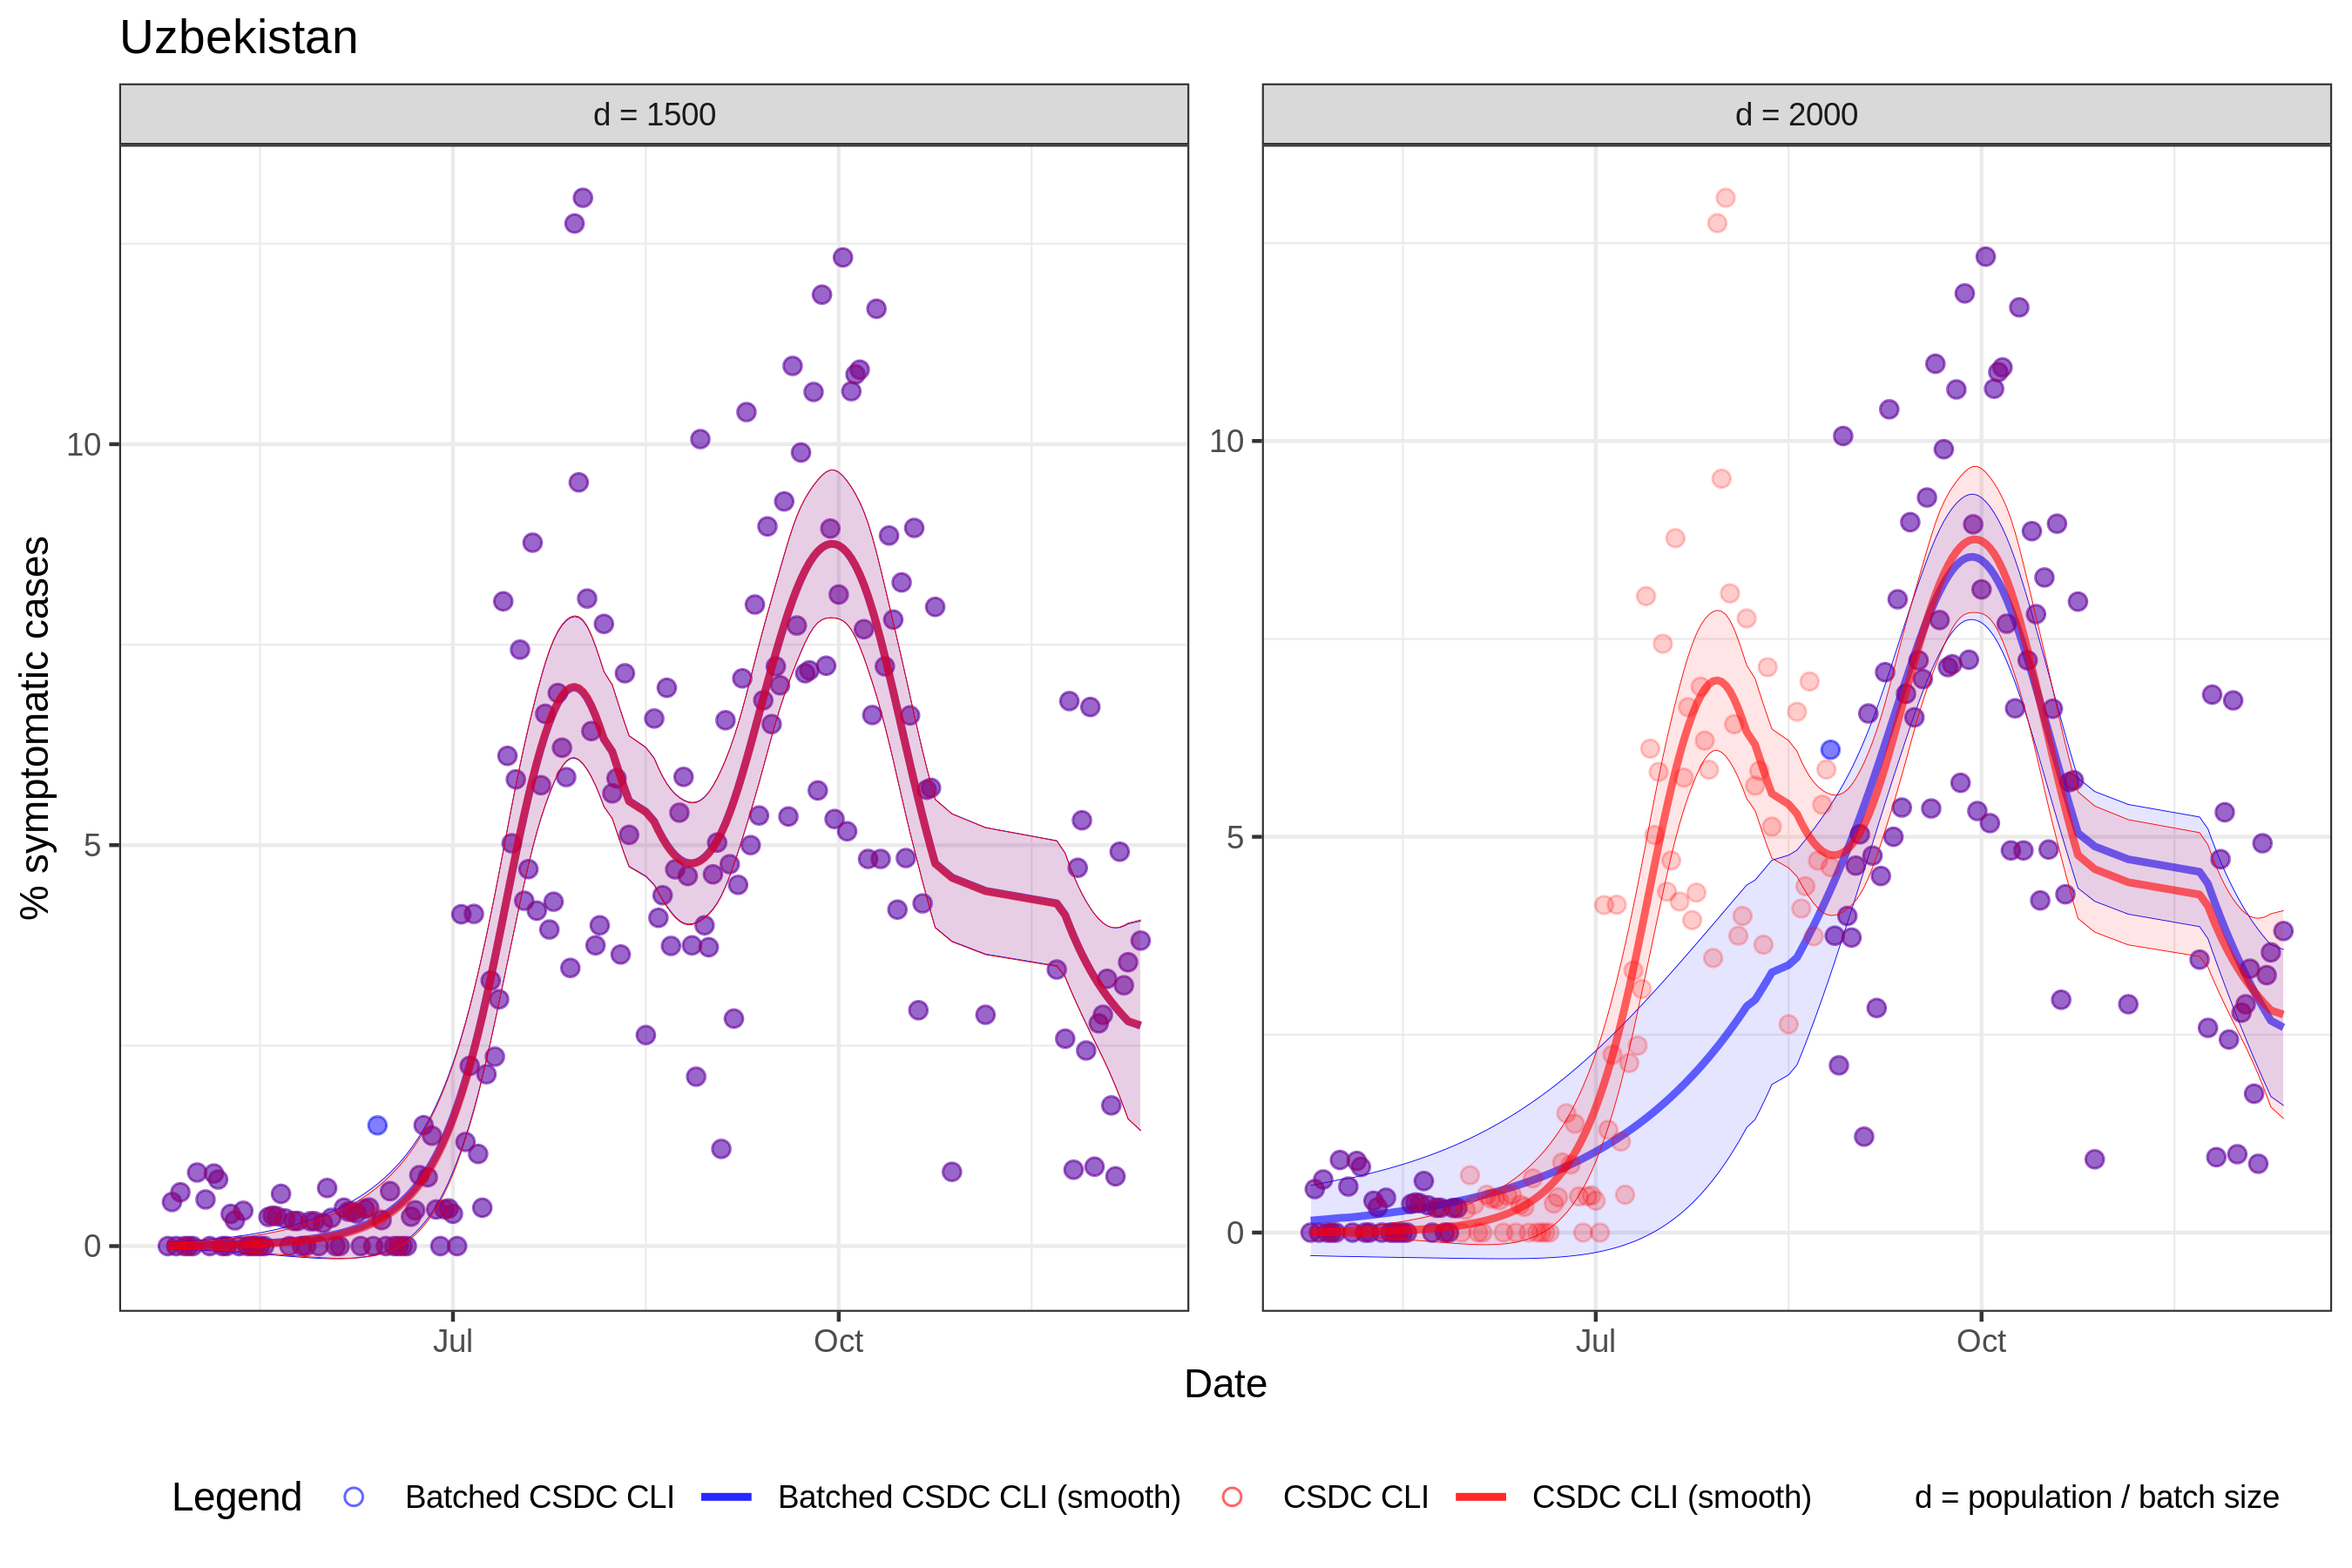 Uzbekistan
d = 1500
d = 2000
% symptomatic cases
10
5
0
10
5
0
Jul
Oct
Jul
Oct
Date
Legend
Batched CSDC CLI
Batched CSDC CLI (smooth)
CSDC CLI
CSDC CLI (smooth)
d = population / batch size